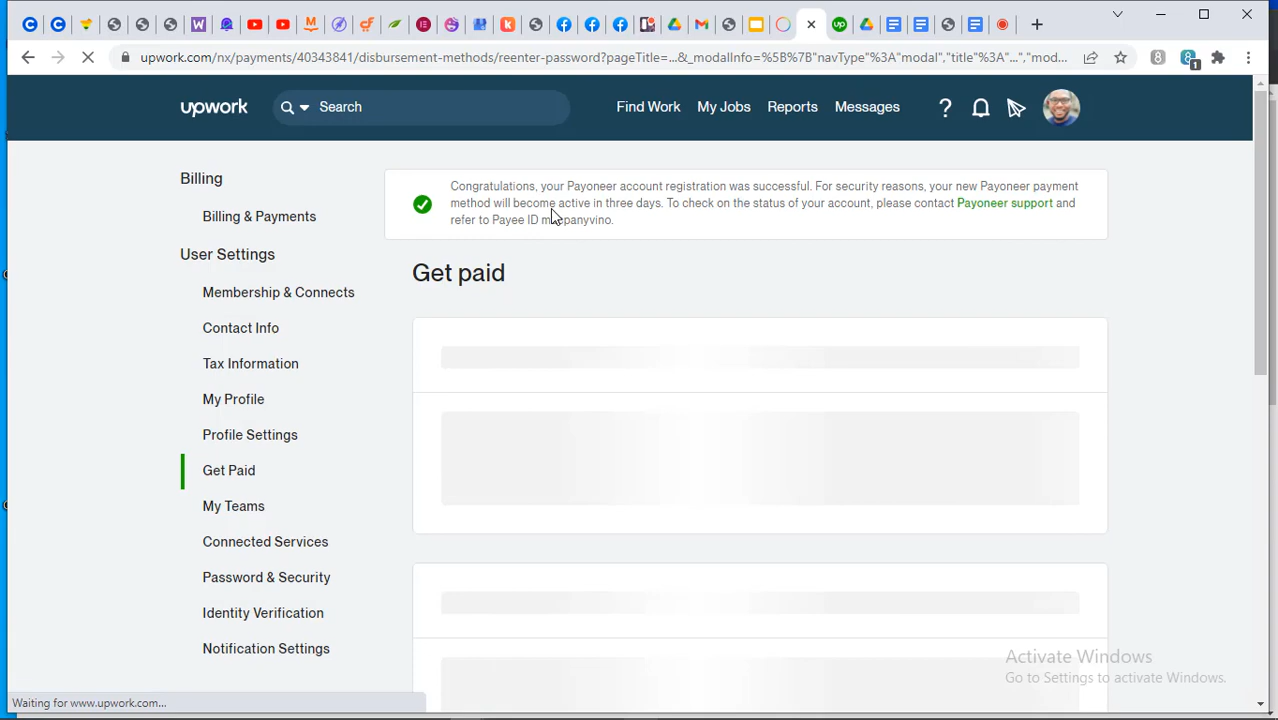 upwork.com/nx/payments/40343841/disbursement-methods/reenter-password?pageTitle=...&_modalInfo=%5B%7B"navType"%3A"modal","title"%3A"...","mod...
1
upwork
Search
Find Work
My Jobs
Reports
Messages
Billing
Billing & Payments
User Settings
Membership & Connects
Contact Info
Tax Information
My Profile
Profile Settings
Get Paid
My Teams
Connected Services
Password & Security
Identity Verification
Notification Settings
Congratulations, your Payoneer account registration was successful. For security reasons, your new Payoneer payment
method will become active in three days. To check on the status of your account, please contact Payoneer support and
refer to Payee ID
Get paid
Activate Windows
Go to Settings to activate Windows.
Waiting for www.upwork.com...